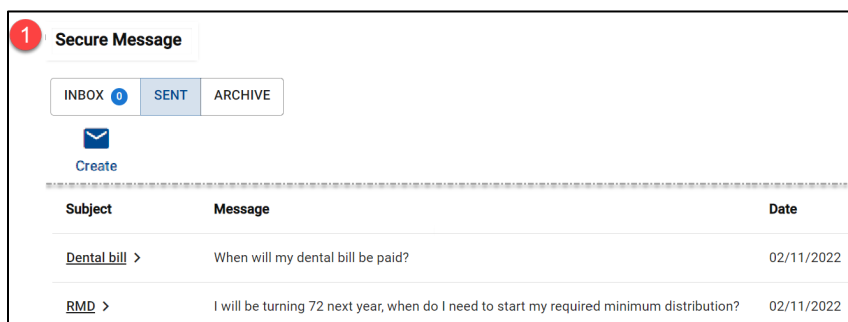 1
Secure Message
INBOX 0 SENT ARCHIVE
Create
Subject Message Date
Dental bill > When will my dental bill be paid? 02/11/2022
RMD > I will be turning 72 next year, when do I need to start my required minimum distribution? 02/11/2022